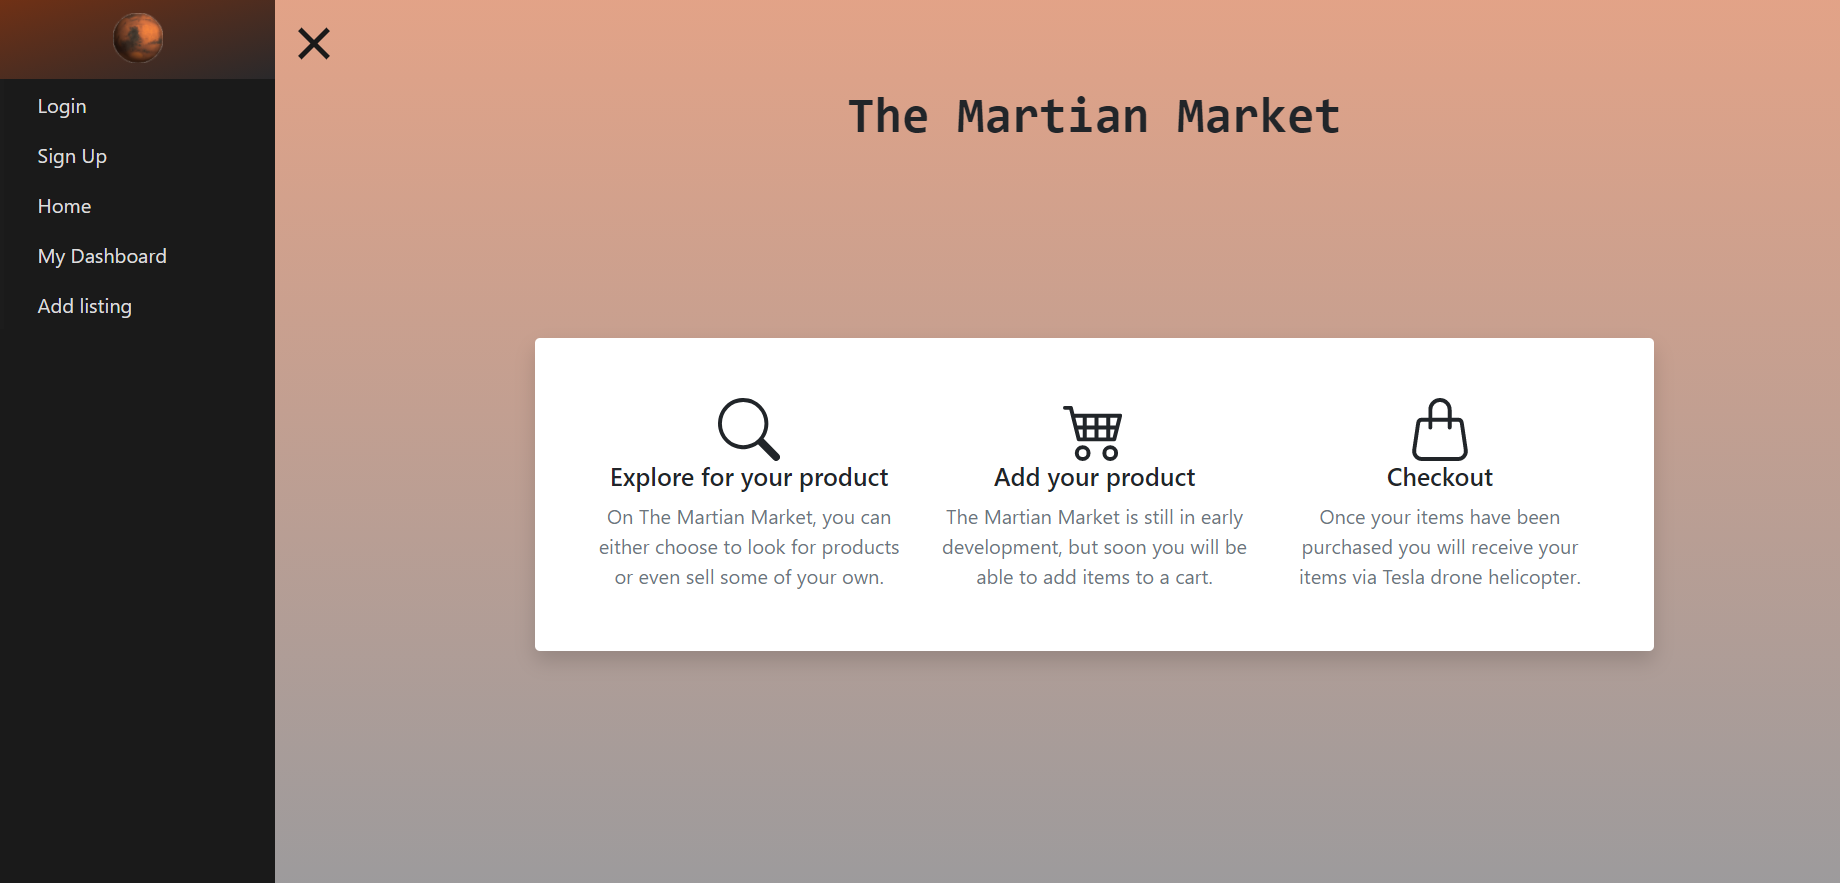 Login
Sign Up
Home
My Dashboard
Add listing
The Martian Market
Explore for your product
On The Martian Market, you can
either choose to look for products
or even sell some of your own.
Add your product
The Martian Market is still in early
development, but soon you will be
able to add items to a cart.
Checkout
Once your items have been
purchased you will receive your
items via Tesla drone helicopter.